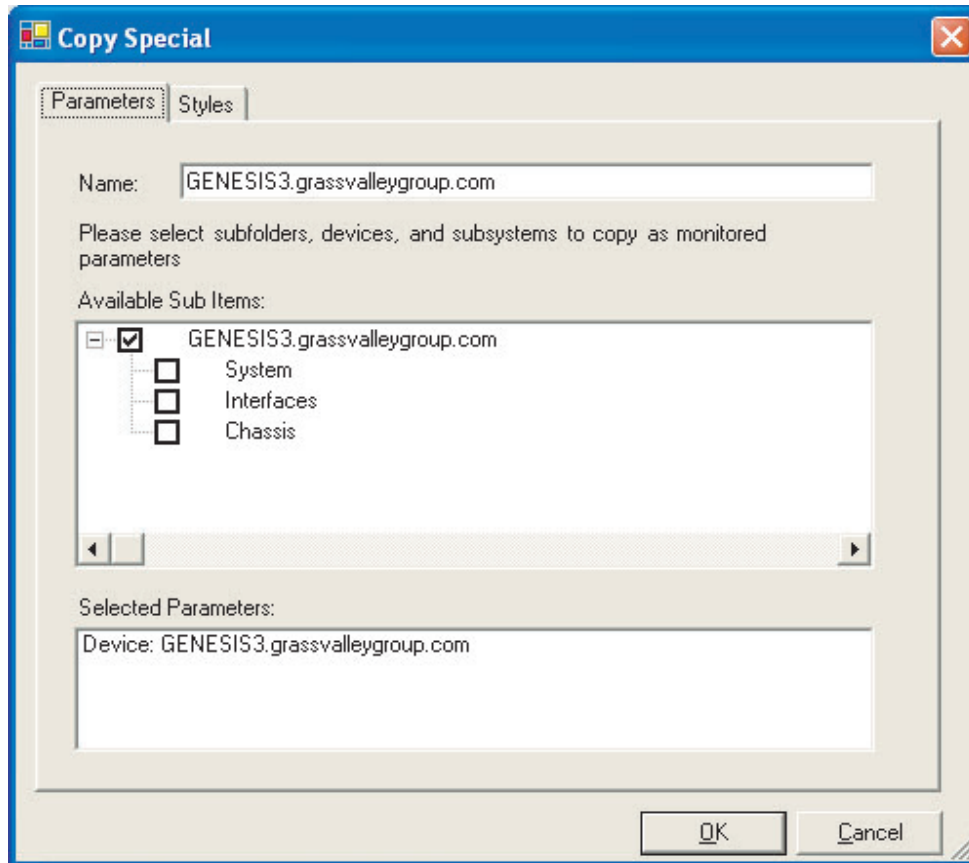 Copy Special
Parameters
Styles
Name:
GENESIS3.grassvalleygroup.com
Please select subfolders, devices, and subsystems to copy as monitored
parameters
Available Sub Items:
GENESIS3.grassvalleygroup.com
System
Interfaces
Chassis
Selected Parameters:
Device: GENESIS3.grassvalleygroup.com
OK
Cancel